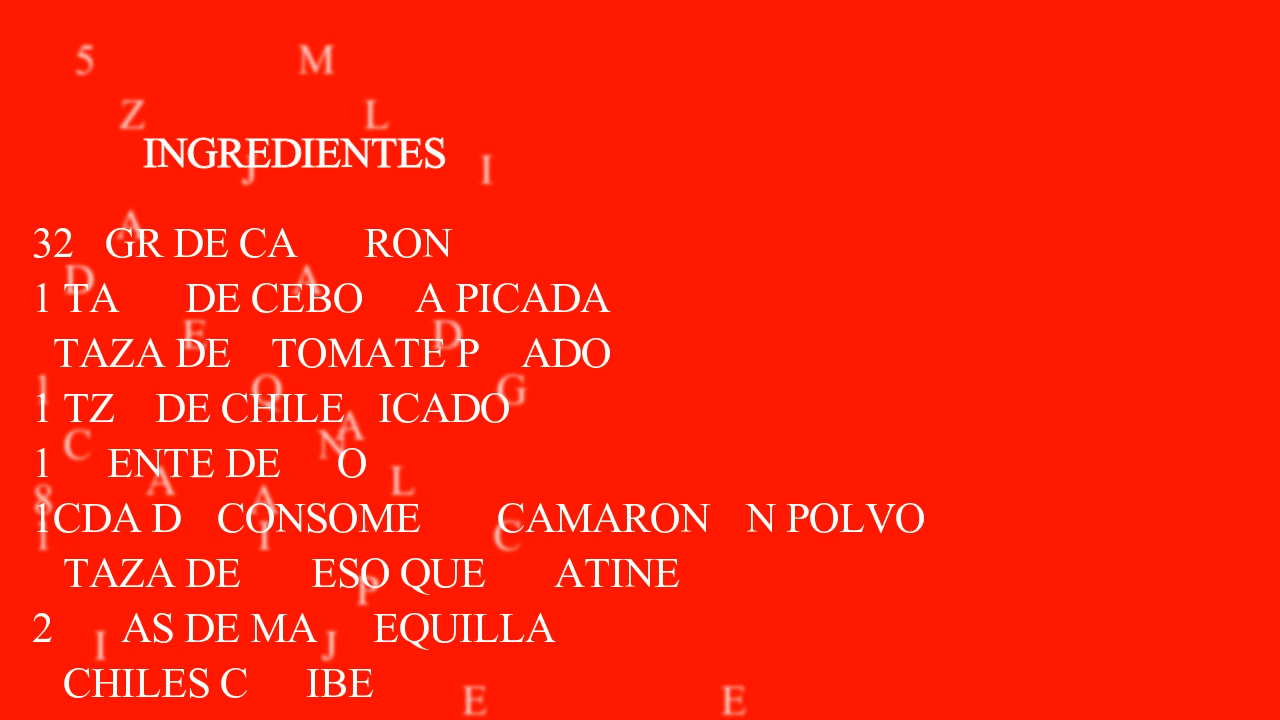 INGREDIENTES
32 GR DE CA RON
1 TA DE CEBO A PICADA
TAZA DE TOMATE P ADO
1 TZ DE CHILE ICADO
1 ENTE DE O
1CDA D CONSOME CAMARON N POLVO
TAZA DE ESO QUE ATINE
2 AS DE MA EQUILLA
CHILES C IBE